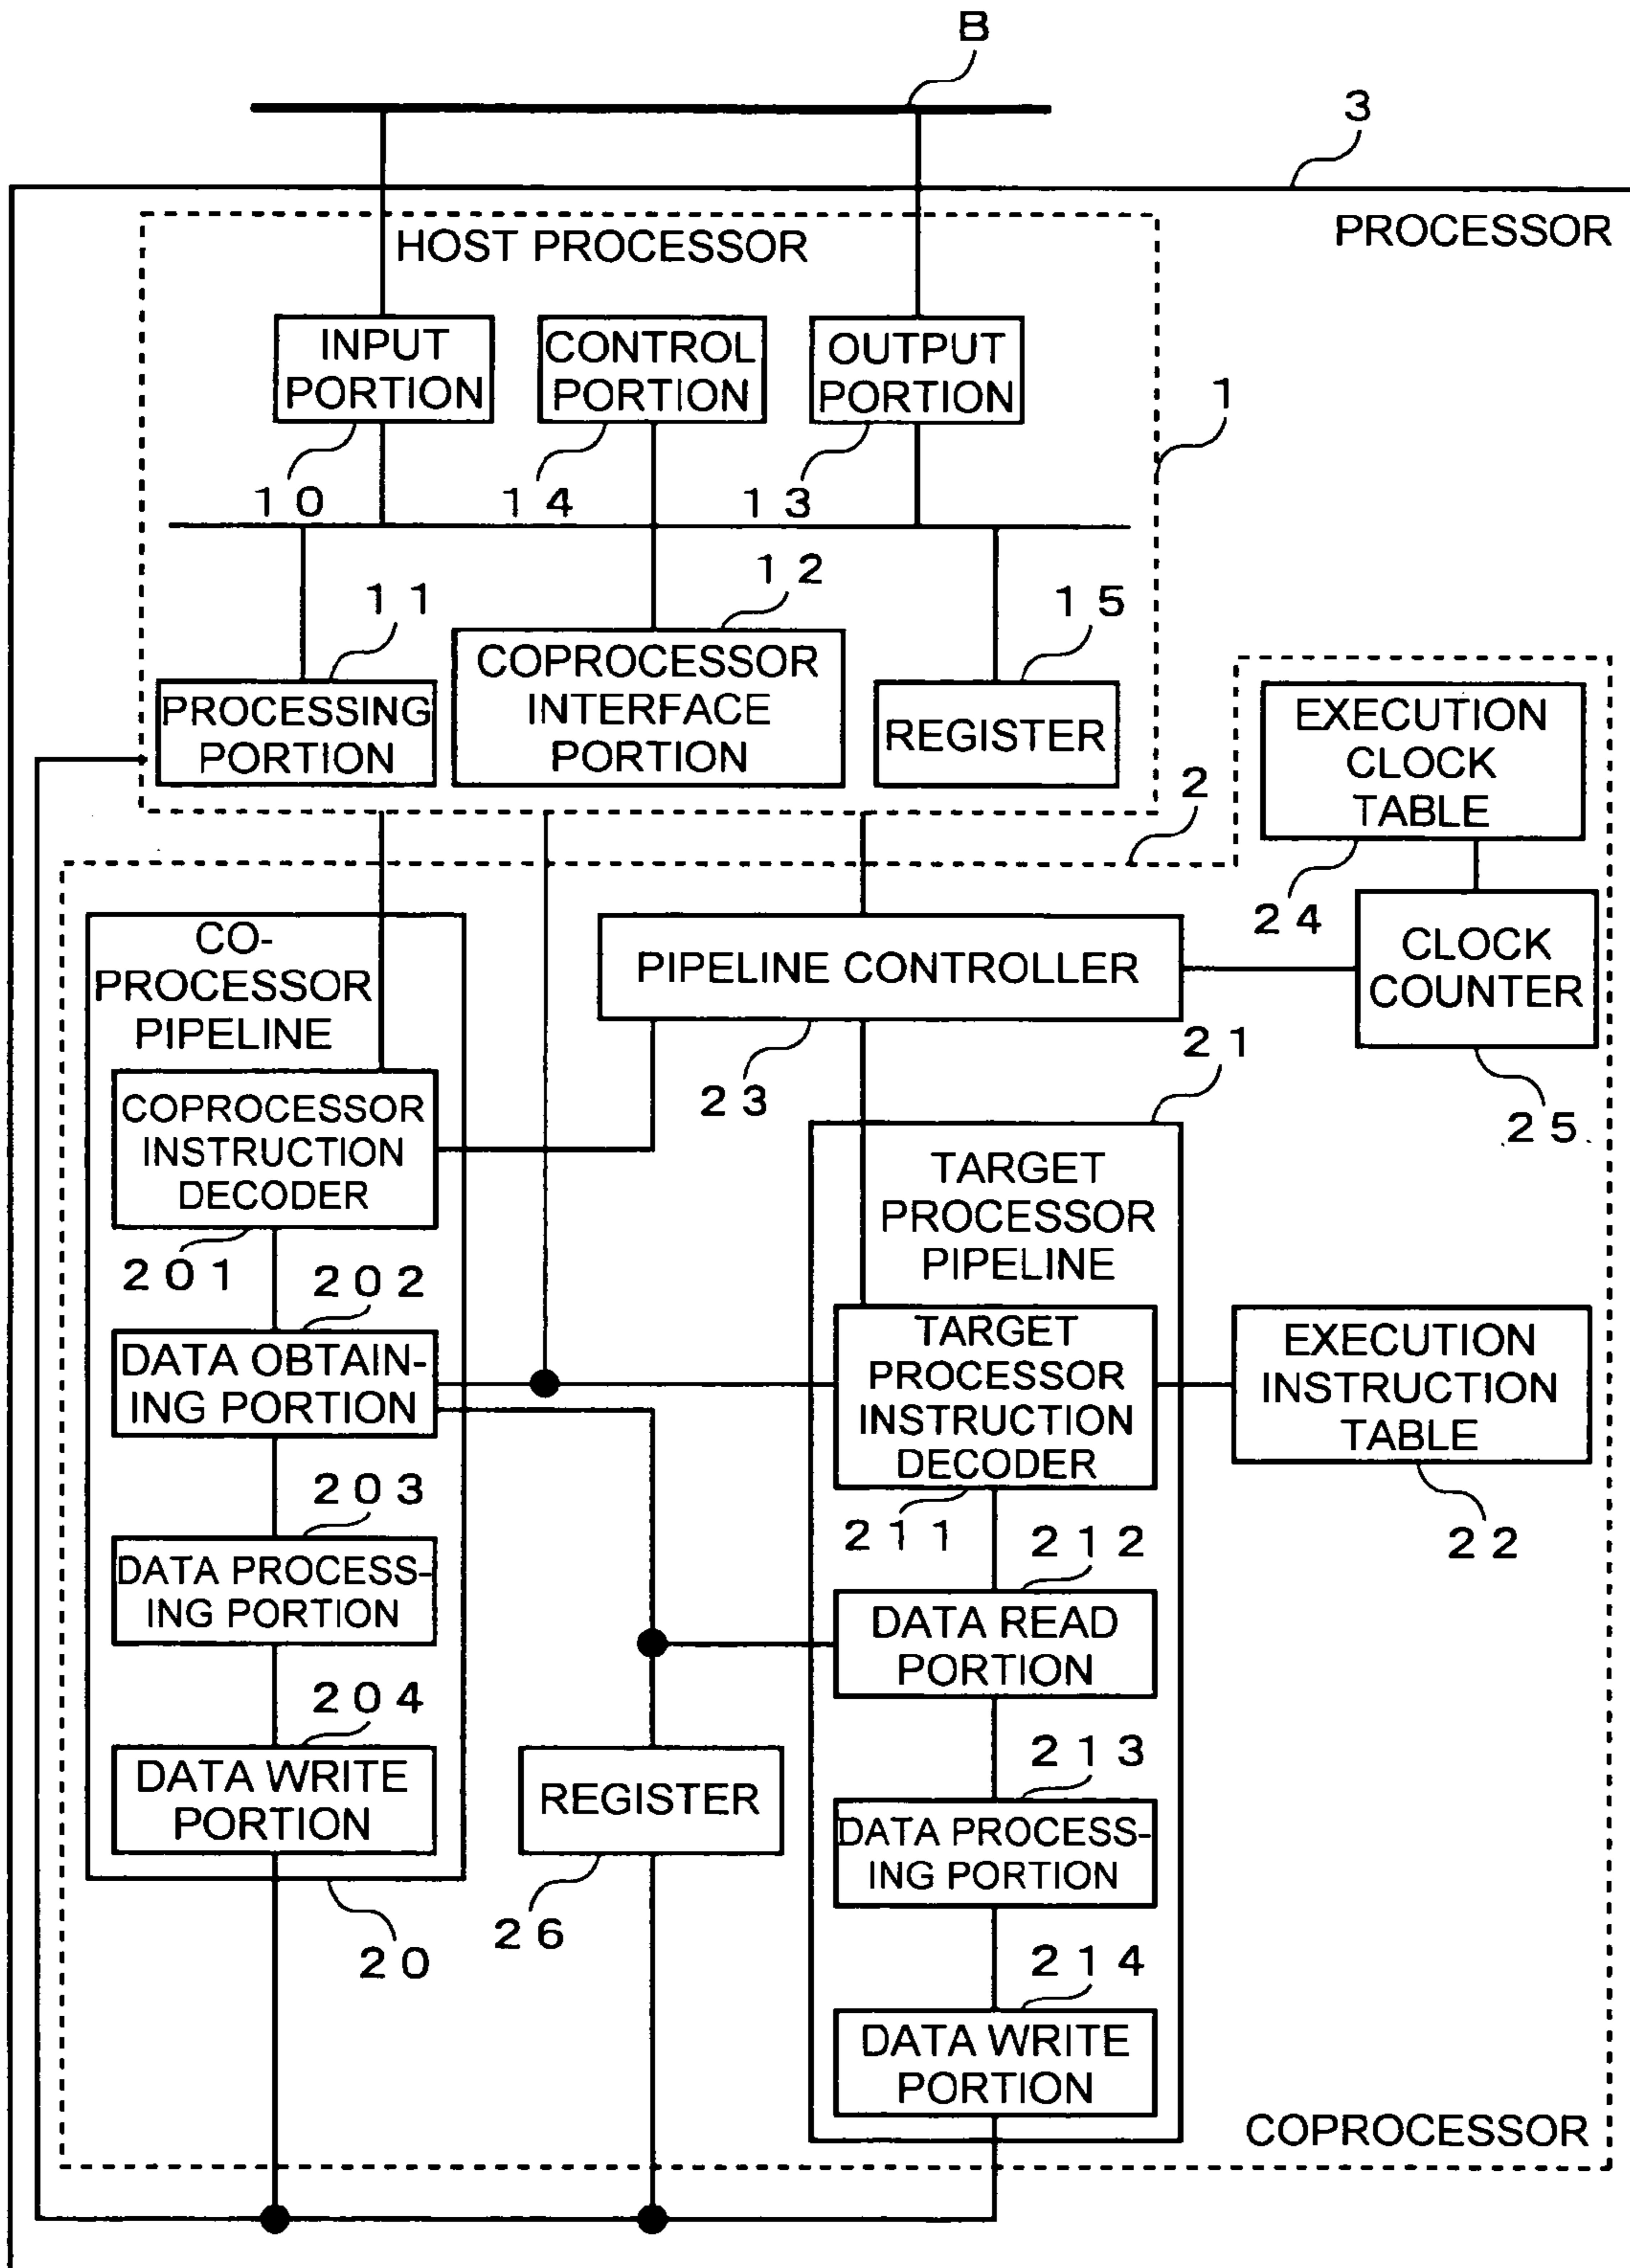 B
3
PROCESSOR
HOST PROCESSOR
INPUT
PORTION
CONTROL
PORTION
OUTPUT
PORTION
1
10
14
13
11
12
15
PROCESSING
PORTION
COPROCESSOR
INTERFACE
PORTION
REGISTER
2
EXECUTION
CLOCK
TABLE
24
CLOCK
COUNTER
25
CO-
PROCESSOR
PIPELINE
PIPELINE CONTROLLER
23
21
COPROCESSOR
INSTRUCTION
DECODER
201
202
DATA OBTAIN-
ING PORTION
203
DATA PROCESS-
ING PORTION
204
DATA WRITE
PORTION
20
REGISTER
26
TARGET
PROCESSOR
PIPELINE
TARGET
PROCESSOR
INSTRUCTION
DECODER
211
EXECUTION
INSTRUCTION
TABLE
22
212
DATA READ
PORTION
213
DATA PROCESS-
ING PORTION
214
DATA WRITE
PORTION
COPROCESSOR